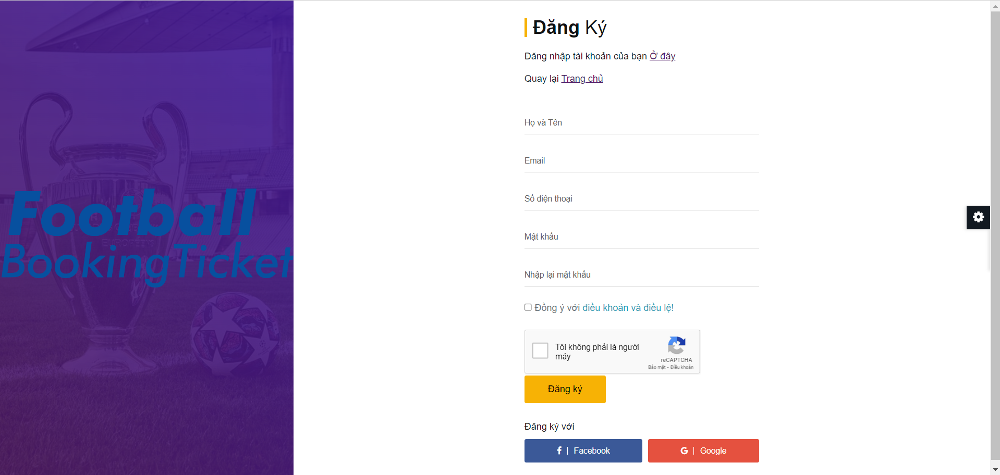 Football
BookingTicket
Đăng Ký
Đăng nhập tài khoản của bạn Ở đây
Quay lại Trang chủ
Họ và Tên
Email
Số điện thoại
Mật khẩu
Nhập lại mật khẩu
Đồng ý với điều khoản và điều lệ!
Tôi không phải là người
máy
reCAPTCHA
Bảo mật - Điều khoản
Đăng ký
Đăng ký với
Facebook
Google